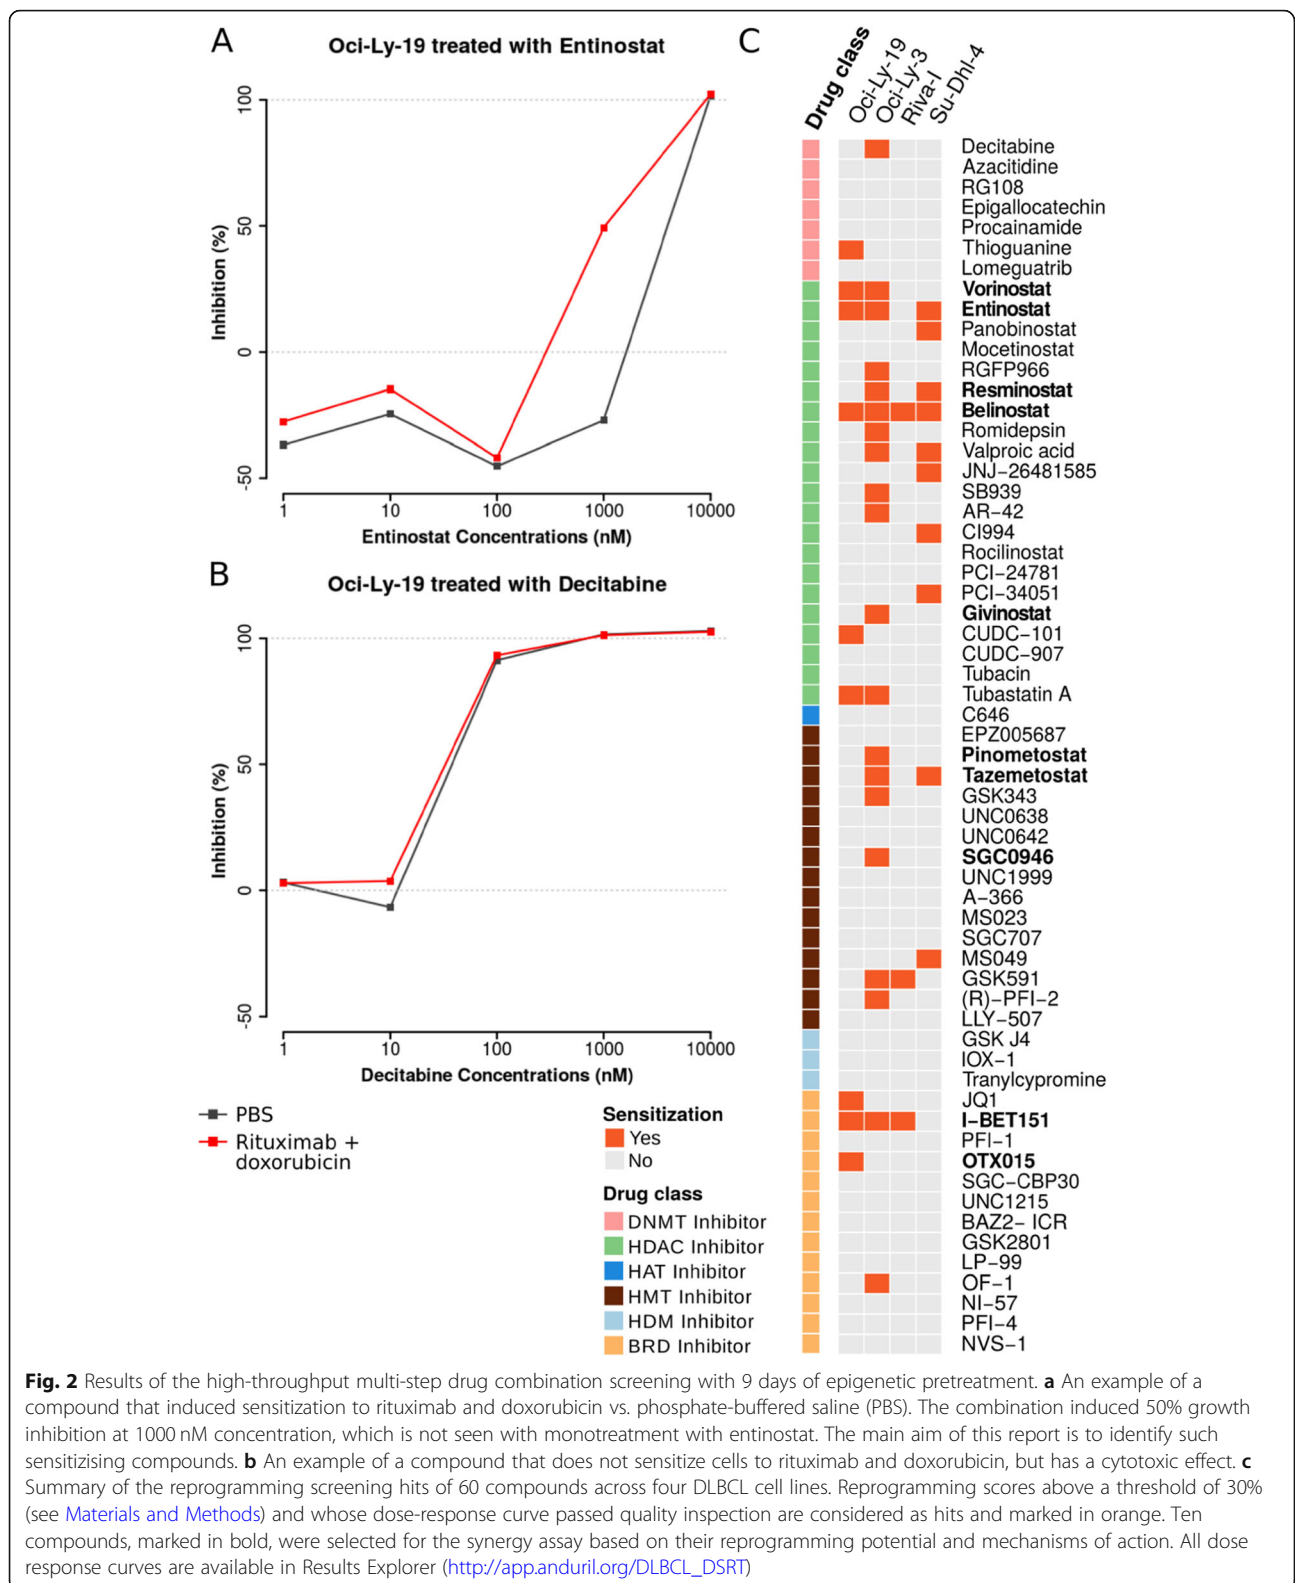 A
Oci-Ly-19 treated with Entinostat
100
50
0
-50
Inhibition (%)
1 10 100 1000 10000
Entinostat Concentrations (nM)
B
Oci-Ly-19 treated with Decitabine
100
50
0
-50
Inhibition (%)
1 10 100 1000 10000
Decitabine Concentrations (nM)
PBS
Rituximab +
doxorubicin
Sensitization
Yes
No
Drug class
DNMT Inhibitor
HDAC Inhibitor
HAT Inhibitor
HMT Inhibitor
HDM Inhibitor
BRD Inhibitor
C
Drug class
Oci-Ly-19
Oci-Ly-3
Riva-I
Su-Dhl-4
Decitabine
Azacitidine
RG108
Epigallocatechin
Procainamide
Thioguanine
Lomeguatrib
Vorinostat
Entinostat
Panobinostat
Mocetinostat
RGFP966
Resminostat
Belinostat
Romidepsin
Valproic acid
JNJ−26481585
SB939
AR−42
CI994
Rocilinostat
PCI−24781
PCI−34051
Givinostat
CUDC−101
CUDC−907
Tubacin
Tubastatin A
C646
EPZ005687
Pinometostat
Tazemetostat
GSK343
UNC0638
UNC0642
SGC0946
UNC1999
A−366
MS023
SGC707
MS049
GSK591
(R)−PFI−2
LLY−507
GSK J4
IOX−1
Tranylcypromine
JQ1
I−BET151
PFI−1
OTX015
SGC−CBP30
UNC1215
BAZ2− ICR
GSK2801
LP−99
OF−1
NI−57
PFI−4
NVS−1
Fig. 2 Results of the high-throughput multi-step drug combination screening with 9 days of epigenetic pretreatment. a An example of a
compound that induced sensitization to rituximab and doxorubicin vs. phosphate-buffered saline (PBS). The combination induced 50% growth
inhibition at 1000 nM concentration, which is not seen with monotreatment with entinostat. The main aim of this report is to identify such
sensitizising compounds. b An example of a compound that does not sensitize cells to rituximab and doxorubicin, but has a cytotoxic effect. c
Summary of the reprogramming screening hits of 60 compounds across four DLBCL cell lines. Reprogramming scores above a threshold of 30%
(see Materials and Methods) and whose dose-response curve passed quality inspection are considered as hits and marked in orange. Ten
compounds, marked in bold, were selected for the synergy assay based on their reprogramming potential and mechanisms of action. All dose
response curves are available in Results Explorer (http://app.anduril.org/DLBCL_DSRT)